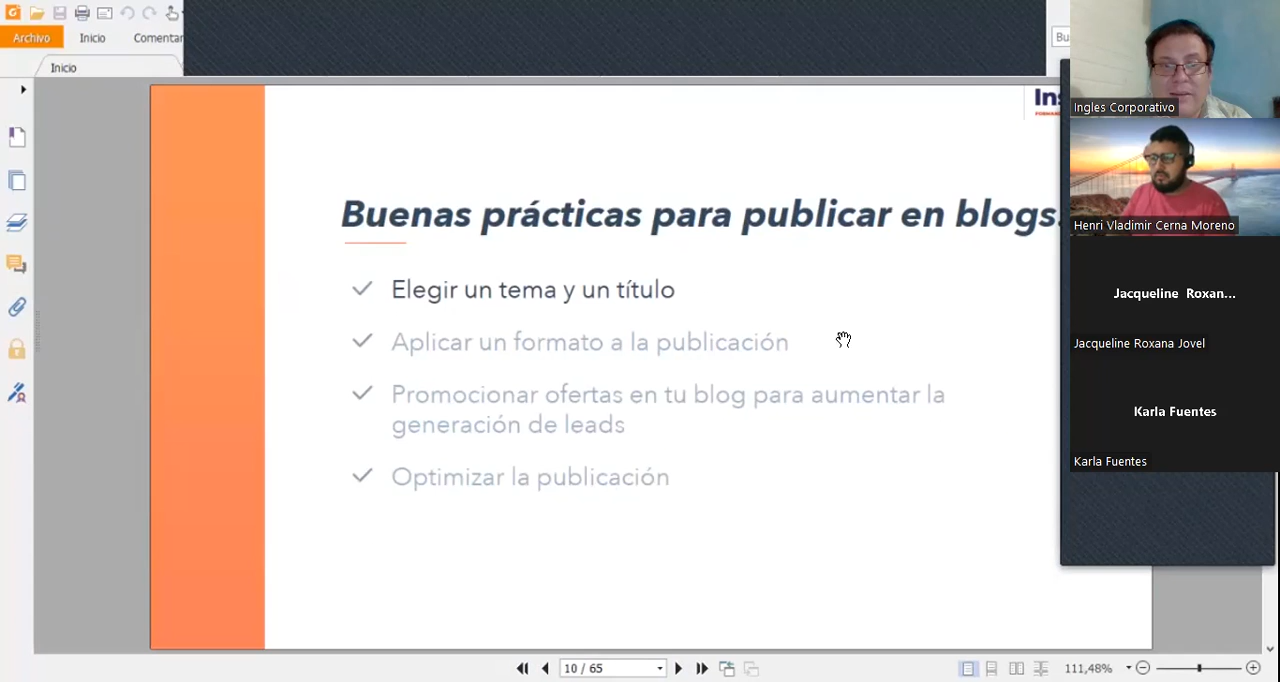 Archivo Inicio Comentar
Bu
Inicio
Ins
Ingles Corporativo
Buenas prácticas para publicar en blogs.
Henri Vladimir Cerna Moreno
Elegir un tema y un título
Jacqueline Roxan...
Aplicar un formato a la publicación
Jacqueline Roxana Jovel
Promocionar ofertas en tu blog para aumentar la
generación de leads
Karla Fuentes
Karla Fuentes
Optimizar la publicación
10 / 65
111,48%